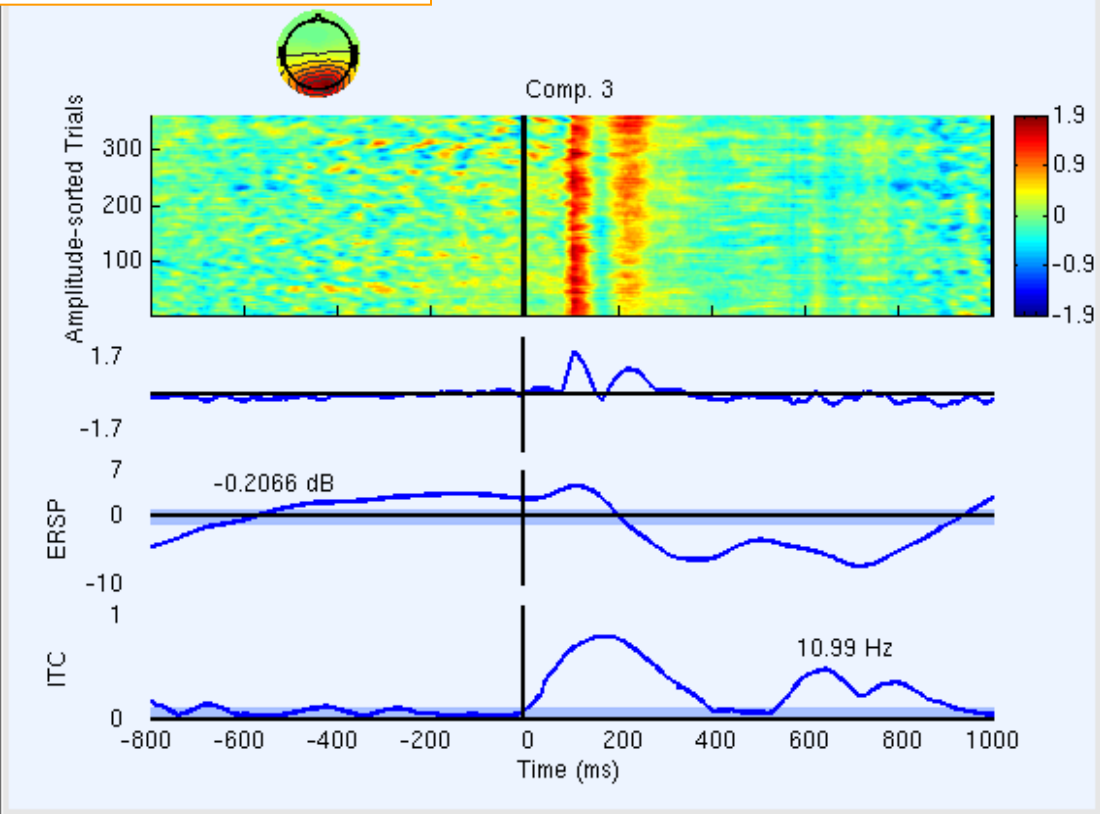 Comp. 3
Amplitude-sorted Trials
300
200
100
1.9
0.9
0
-0.9
-1.9
1.7
-1.7
ERSP
7
0
-10
-0.2066 dB
ITC
1
0
10.99 Hz
-800 -600 -400 -200 0 200 400 600 800 1000
Time (ms)